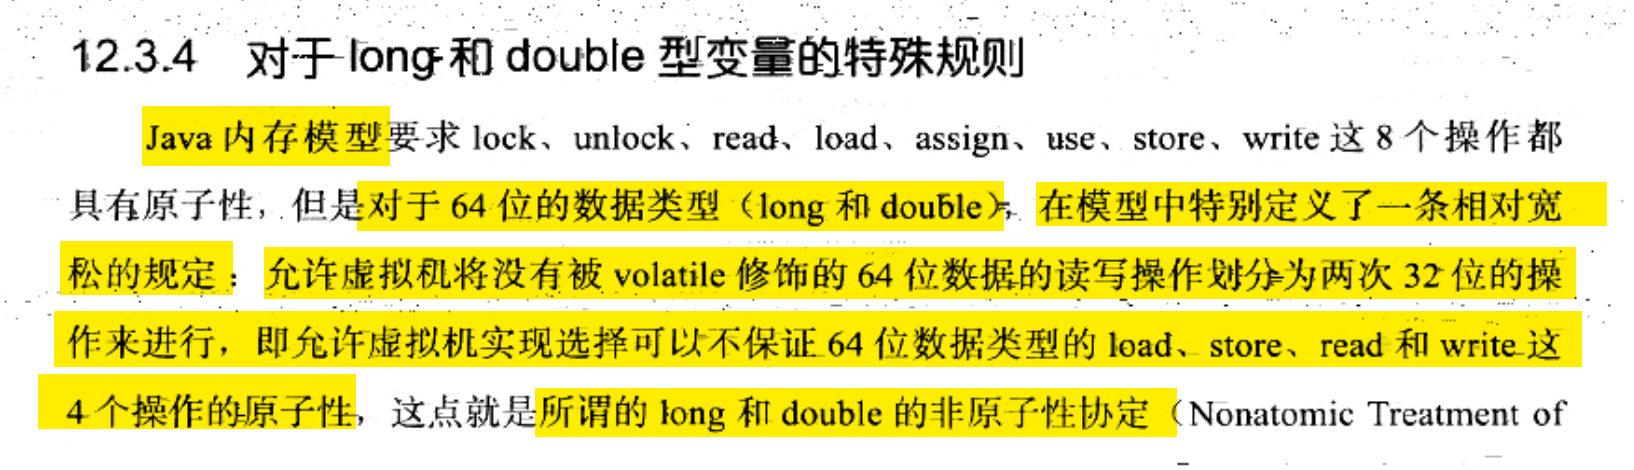 12.3.4 对于 long 和 double 型变量的特殊规则
Java 内存模型要求 lock、unlock、read、load、assign、use、store、write 这 8 个操作都
具有原子性，但是对于 64 位的数据类型（long 和 double），在模型中特别定义了一条相对宽
松的规定：允许虚拟机将没有被 volatile 修饰的 64 位数据的读写操作划分为两次 32 位的操
作来进行，即允许虚拟机实现选择可以不保证 64 位数据类型的 load、store、read 和 write 这
4 个操作的原子性，这点就是所谓的 long 和 double 的非原子性协定（Nonatomic Treatment of